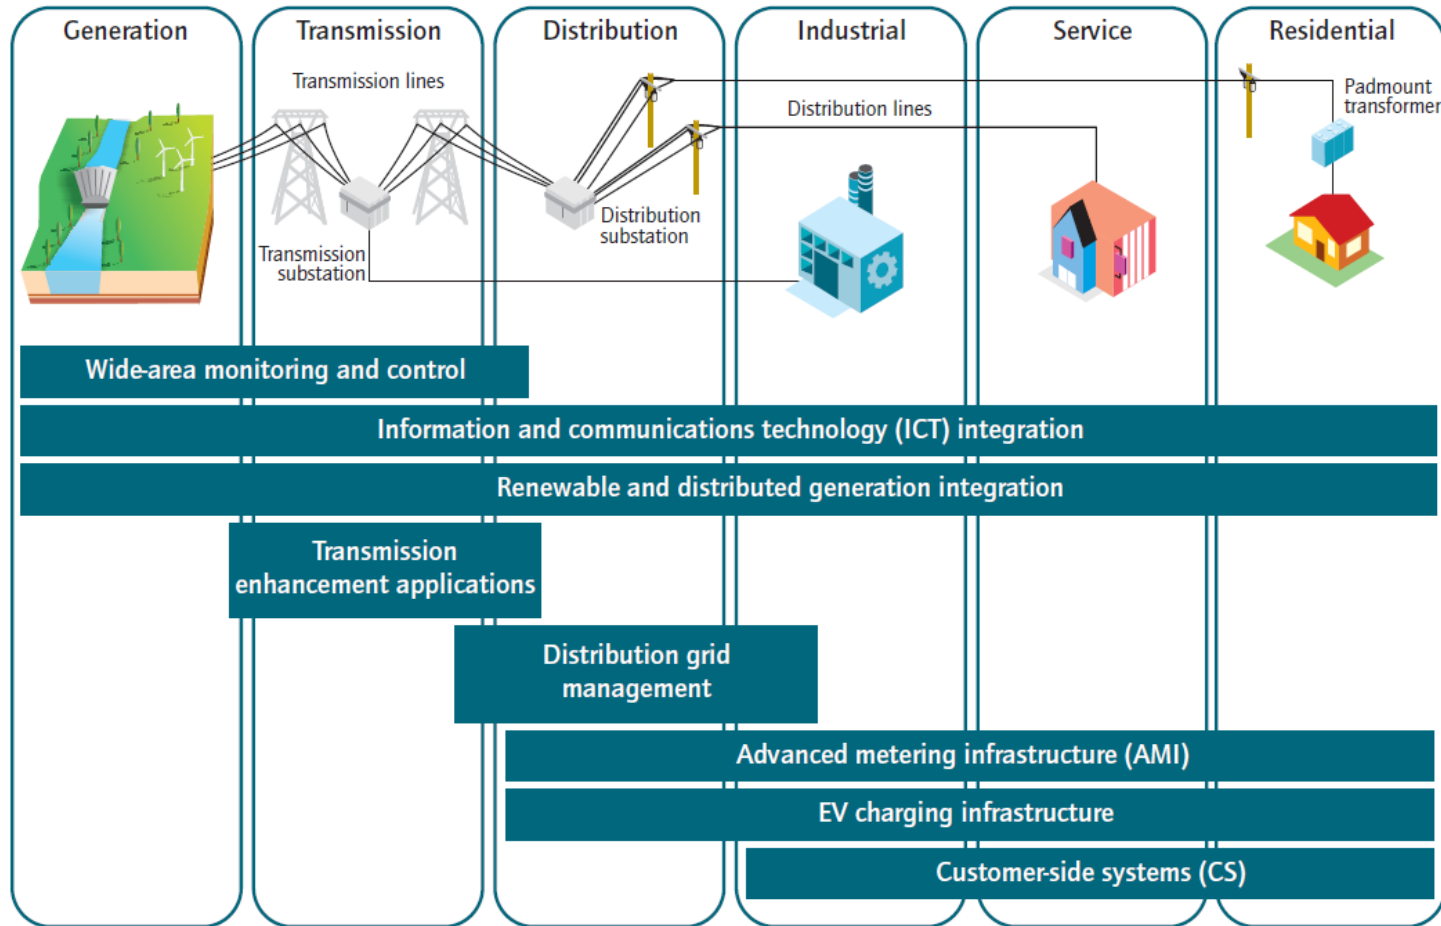 Generation
Transmission
Distribution
Industrial
Service
Residential
Transmission lines
Distribution lines
Padmount
transformer
Distribution
substation
Transmission
substation
Wide-area monitoring and control
Information and communications technology (ICT) integration
Renewable and distributed generation integration
Transmission
enhancement applications
Distribution grid
management
Advanced metering infrastructure (AMI)
EV charging infrastructure
Customer-side systems (CS)